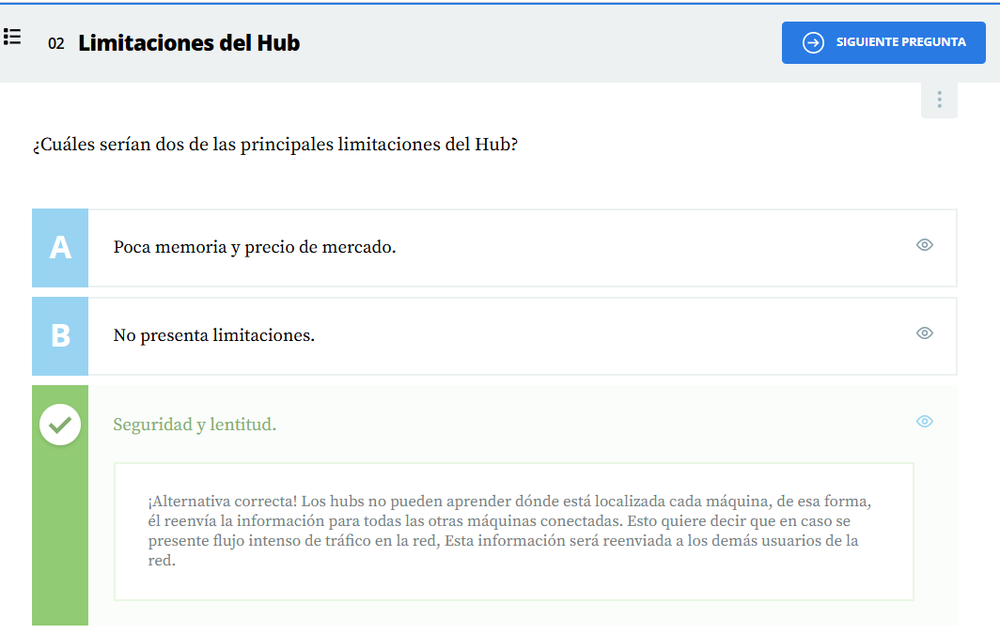 02 Limitaciones del Hub
SIGUIENTE PREGUNTA
¿Cuáles serían dos de las principales limitaciones del Hub?
A
Poca memoria y precio de mercado.
B
No presenta limitaciones.
Seguridad y lentitud.
¡Alternativa correcta! Los hubs no pueden aprender dónde está localizada cada máquina, de esa forma,
él reenvía la información para todas las otras máquinas conectadas. Esto quiere decir que en caso se
presente flujo intenso de tráfico en la red, Esta información será reenviada a los demás usuarios de la
red.